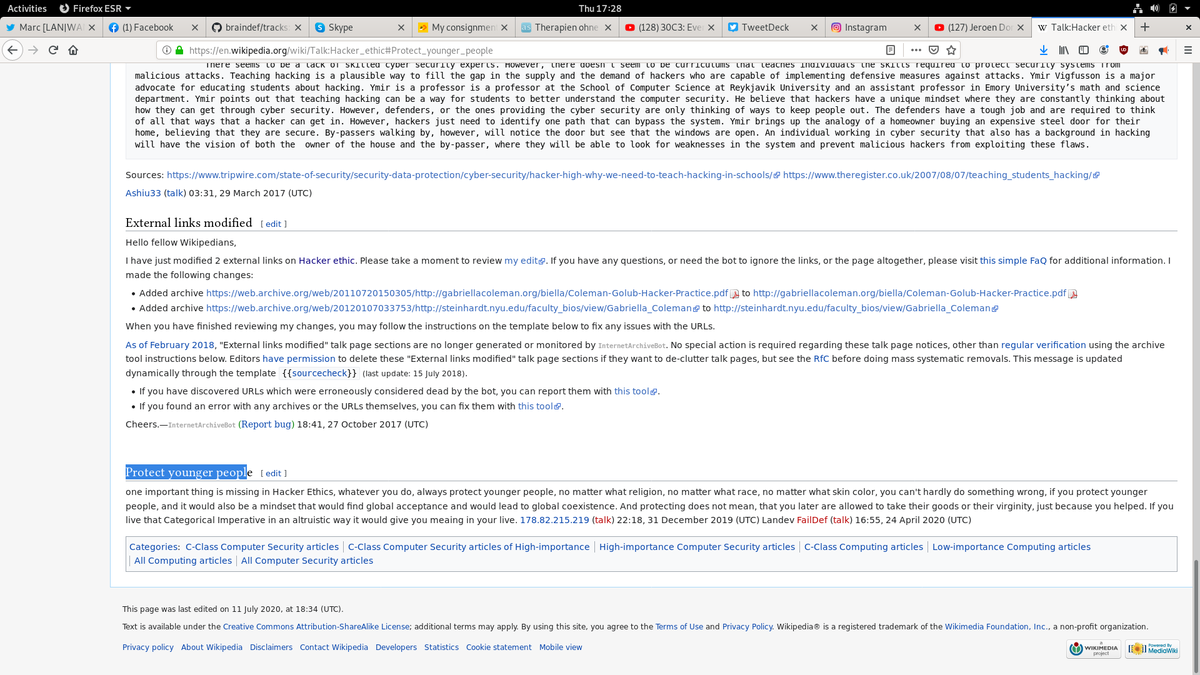 Activities Firefox ESR Thu 17:28
Marc [LAN|WA (1) Facebook braindef/tracks: Skype My consignmen Therapien ohne (128) 30C3: Eve TweetDeck Instagram (127) Jeroen Do Talk:Hacker eth
https://en.wikipedia.org/wiki/Talk:Hacker_ethic#Protect_younger_people
There seems to be a lack of skilled cyber security experts. However, there doesn't seem to be curriculums that teaches individuals the skills required to protect security systems from
malicious attacks. Teaching hacking is a plausible way to fill the gap in the supply and the demand of hackers who are capable of implementing defensive measures against attacks. Ymir Vigfusson is a major
advocate for educating students about hacking. Ymir is a professor is a professor at the School of Computer Science at Reykjavik University and an assistant professor in Emory University's math and science
department. Ymir points out that teaching hacking can be a way for students to better understand the computer security. He believe that hackers have a unique mindset where they are constantly thinking about
how they can get through cyber security. However, defenders, or the ones providing the cyber security are only thinking of ways to keep people out. The defenders have a tough job and are required to think
of all that ways that a hacker can get in. However, hackers just need to identify one path that can bypass the system. Ymir brings up the analogy of a homeowner buying an expensive steel door for their
home, believing that they are secure. By-passers walking by, however, will notice the door but see that the windows are open. An individual working in cyber security that also has a background in hacking
will have the vision of both the owner of the house and the by-passer, where they will be able to look for weaknesses in the system and prevent malicious hackers from exploiting these flaws.
Sources: https://www.tripwire.com/state-of-security/security-data-protection/cyber-security/hacker-high-why-we-need-to-teach-hacking-in-schools/ https://www.theregister.co.uk/2007/08/07/teaching_students_hacking/
Ashiu33 (talk) 03:31, 29 March 2017 (UTC)
External links modified [ edit ]
Hello fellow Wikipedians,
I have just modified 2 external links on Hacker ethic. Please take a moment to review my edit. If you have any questions, or need the bot to ignore the links, or the page altogether, please visit this simple FaQ for additional information. I
made the following changes:
• Added archive https://web.archive.org/web/20110720150305/http://gabriellacoleman.org/biella/Coleman-Golub-Hacker-Practice.pdf to http://gabriellacoleman.org/biella/Coleman-Golub-Hacker-Practice.pdf
• Added archive https://web.archive.org/web/20120107033753/http://steinhardt.nyu.edu/faculty_bios/view/Gabriella_Coleman to http://steinhardt.nyu.edu/faculty_bios/view/Gabriella_Coleman
When you have finished reviewing my changes, you may follow the instructions on the template below to fix any issues with the URLs.
As of February 2018, "External links modified" talk page sections are no longer generated or monitored by InternetArchiveBot. No special action is required regarding these talk page notices, other than regular verification using the archive
tool instructions below. Editors have permission to delete these "External links modified" talk page sections if they want to de-clutter talk pages, but see the RfC before doing mass systematic removals. This message is updated
dynamically through the template {{sourcecheck}} (last update: 15 July 2018).
• If you have discovered URLs which were erroneously considered dead by the bot, you can report them with this tool.
• If you found an error with any archives or the URLs themselves, you can fix them with this tool.
Cheers.—InternetArchiveBot (Report bug) 18:41, 27 October 2017 (UTC)
Protect younger people [ edit ]
one important thing is missing in Hacker Ethics, whatever you do, always protect younger people, no matter what religion, no matter what race, no matter what skin color, you can't hardly do something wrong, if you protect younger
people, and it would also be a mindset that would find global acceptance and would lead to global coexistence. And protecting does not mean, that you later are allowed to take their goods or their virginity, just because you helped. If you
live that Categorical Imperative in an altruistic way it would give you meaing in your live. 178.82.215.219 (talk) 22:18, 31 December 2019 (UTC) Landev FailDef (talk) 16:55, 24 April 2020 (UTC)
Categories: C-Class Computer Security articles | C-Class Computer Security articles of High-importance | High-importance Computer Security articles | C-Class Computing articles | Low-importance Computing articles
| All Computing articles | All Computer Security articles
This page was last edited on 11 July 2020, at 18:34 (UTC).
Text is available under the Creative Commons Attribution-ShareAlike License; additional terms may apply. By using this site, you agree to the Terms of Use and Privacy Policy. Wikipedia® is a registered trademark of the Wikimedia Foundation, Inc., a non-profit organization.
Privacy policy About Wikipedia Disclaimers Contact Wikipedia Developers Statistics Cookie statement Mobile view
WIKIMEDIA project Powered By MediaWiki